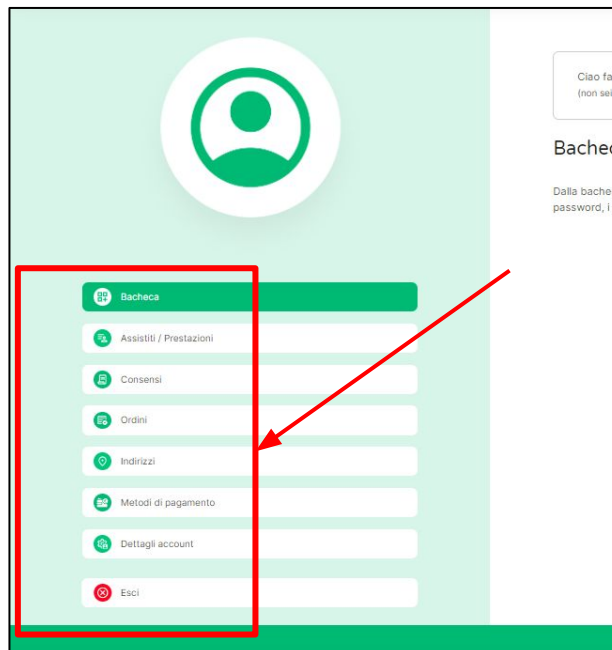 Bacheca
Assistiti / Prestazioni
Consensi
Ordini
Indirizzi
Metodi di pagamento
Dettagli account
Esci
Ciao fa
(non sei
Bachec
Dalla bache
password, i